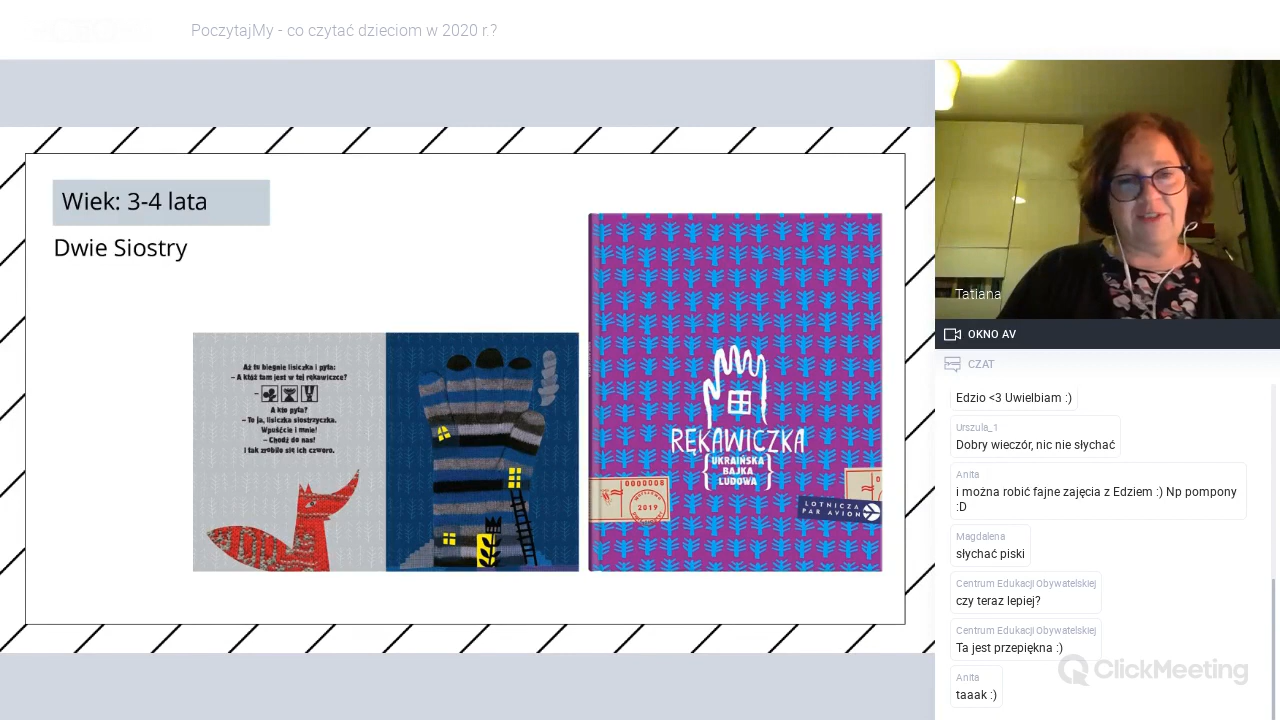 PoczytajMy - co czytać dzieciom w 2020 r.?
Wiek: 3-4 lata
Dwie Siostry
Aż tu biegnie lisiczka i pyta:
– A któż tam jest w tej rękawiczce?
A kto pyta?
– To ja, lisiczka siostrzyczka.
Wpuśćcie i mnie!
– Chodź do nas!
I tak zrobiło się ich czworo.
RĘKAWICZKA
{UKRAIŃSKA
BAJKA
LUDOWA}
0000008
2019
LOTNICZA
PAR AVION
Tatiana
OKNO AV
CZAT
Edzio <3 Uwielbiam :)
Urszula_1
Dobry wieczór, nic nie słychać
Anita
i można robić fajne zajęcia z Edziem :) Np pompony
:D
Magdalena
słychać piski
Centrum Edukacji Obywatelskiej
czy teraz lepiej?
Centrum Edukacji Obywatelskiej
Ta jest przepiękna :)
Anita
taaak :)
ClickMeeting